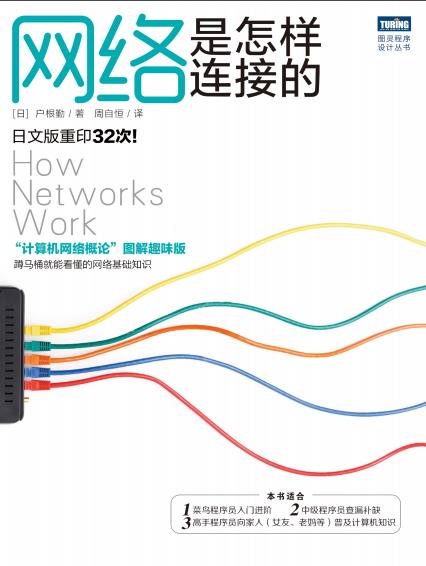 网络是怎样
连接的
TURING
图灵程序
设计丛书
[日] 户根勤 / 著 周自恒 / 译
日文版重印32次!
How
Networks
Work
“计算机网络概论”图解趣味版
蹲马桶就能看懂的网络基础知识
本书适合
1 菜鸟程序员入门进阶 2 中级程序员查漏补缺
3 高手程序员向家人（女友、老妈等）普及计算机知识